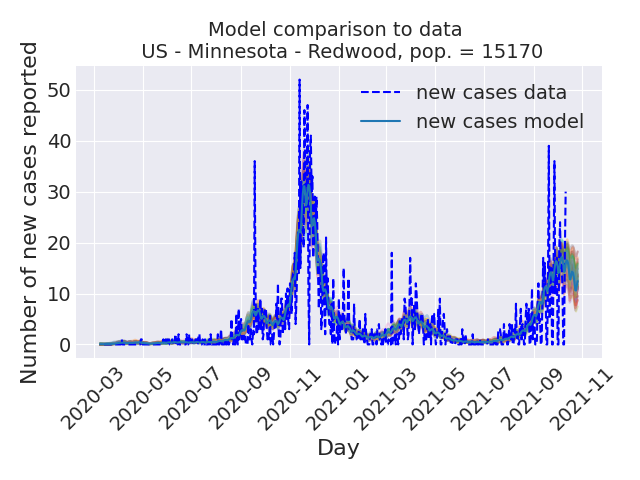 Model comparison to data
US - Minnesota - Redwood, pop. = 15170
Number of new cases reported
50
40
30
20
10
0
new cases data
new cases model
2020-03
2020-05
2020-07
2020-09
2020-11
2021-01
2021-03
2021-05
2021-07
2021-09
2021-11
Day